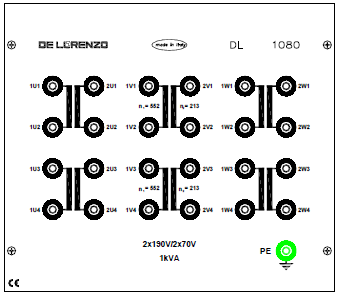 DE LORENZO made in Italy DL 1080
1U1 2U1 1V1 2V1 1W1 2W1
n₁= 552 n₂= 213
1U2 2U2 1V2 2V2 1W2 2W2
1U3 2U3 1V3 2V3 1W3 2W3
n₁= 552 n₂= 213
1U4 2U4 1V4 2V4 1W4 2W4
2x190V/2x70V
1kVA
PE
CE